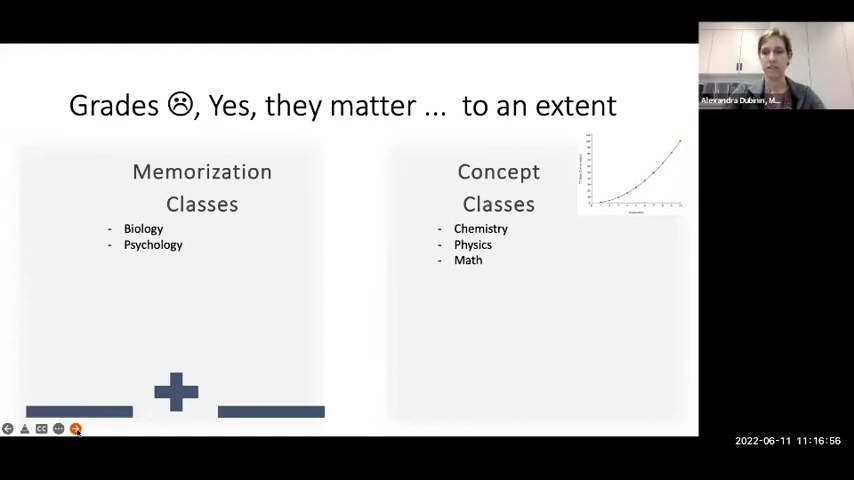 Grades ☹, Yes, they matter ... to an extent
Memorization
Classes
- Biology
- Psychology
Concept
Classes
- Chemistry
- Physics
- Math
Alexandra Dubinin, M...
CC
2022-06-11 11:16:56